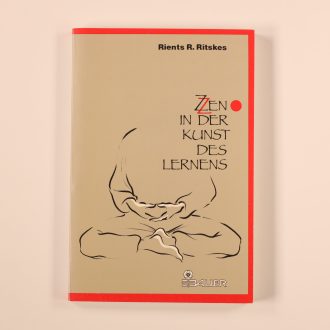 Rients R. Ritskes
ZEN
IN DER
KUNST
DES
LERNENS